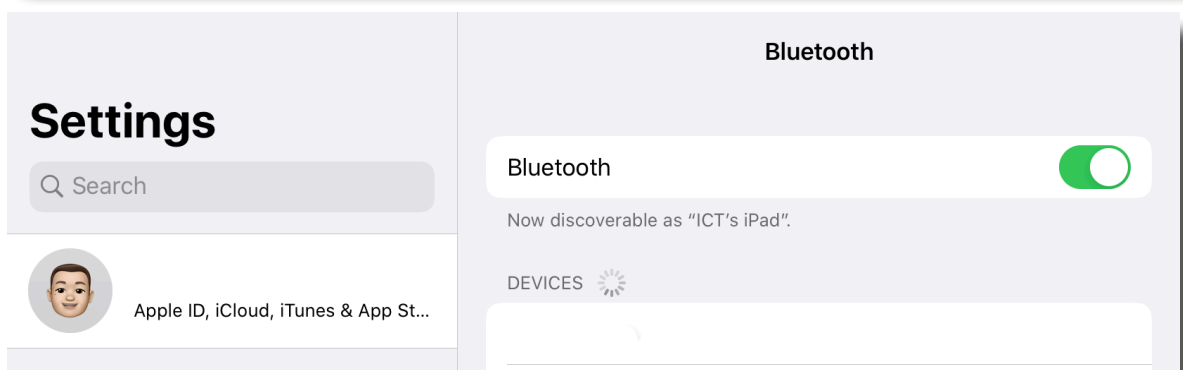 Settings
Search
Apple ID, iCloud, iTunes & App St...
Bluetooth
Bluetooth
Now discoverable as “ICT’s iPad”.
DEVICES